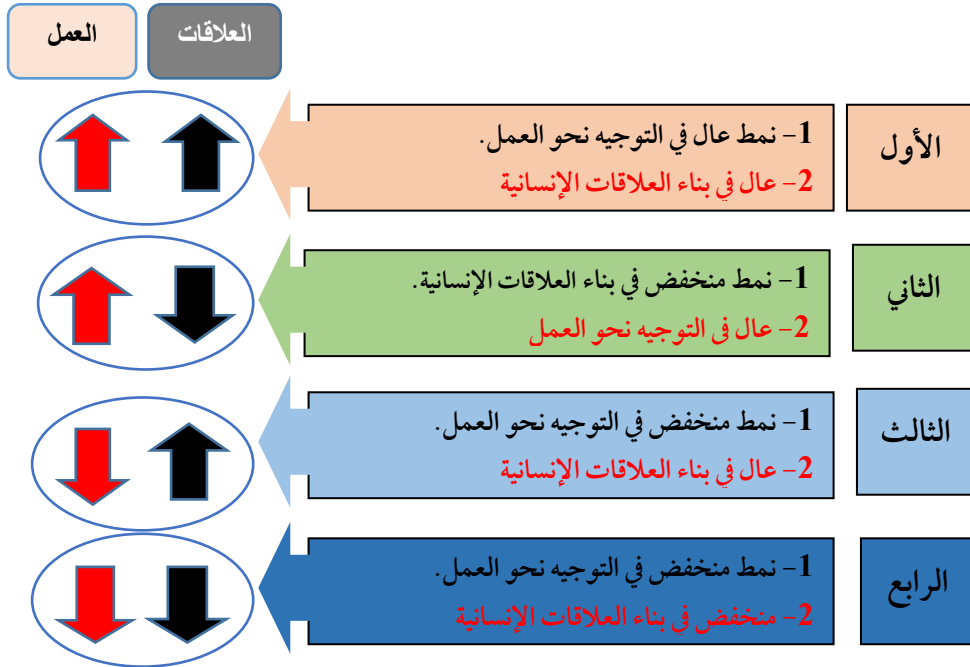 العلاقات
العمل
الأول
1- نمط عال في التوجيه نحو العمل.
2- عال في بناء العلاقات الإنسانية
الثاني
1- نمط منخفض في بناء العلاقات الإنسانية.
2- عال في التوجيه نحو العمل
الثالث
1- نمط منخفض في التوجيه نحو العمل.
2- عال في بناء العلاقات الإنسانية
الرابع
1- نمط منخفض في التوجيه نحو العمل.
2- منخفض في بناء العلاقات الإنسانية